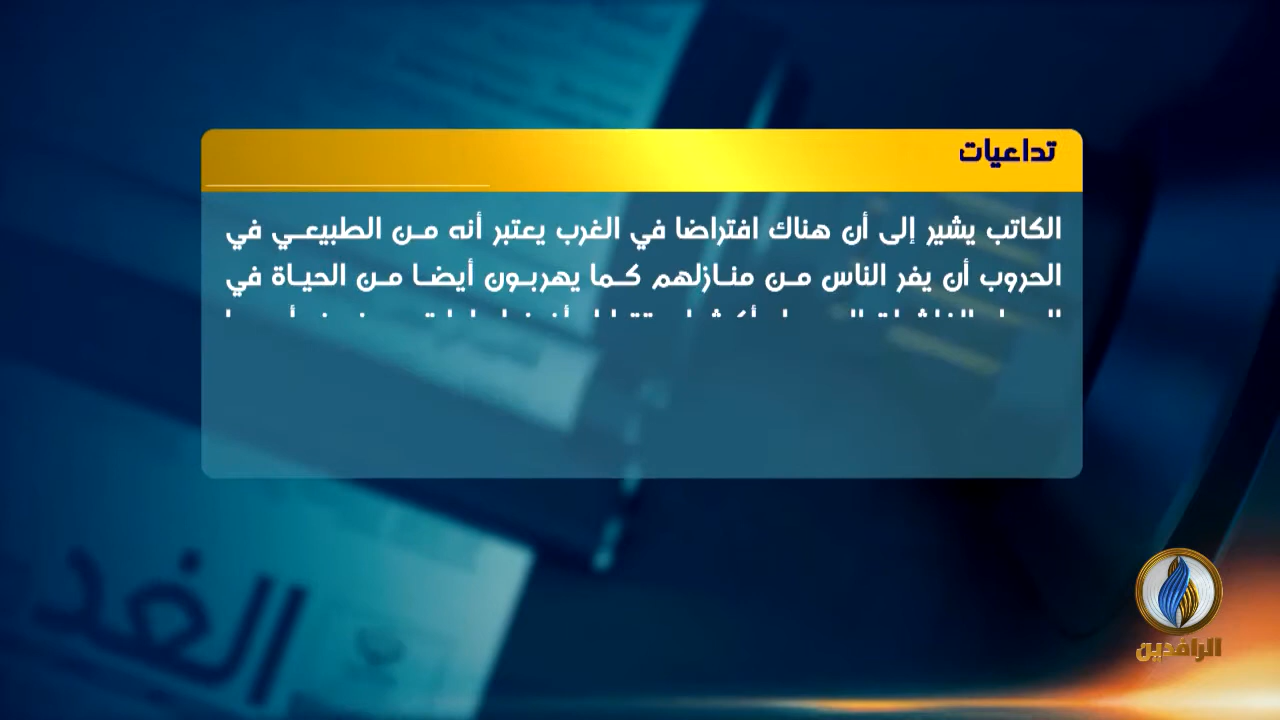 تداعيات
الكاتب يشير إلى أن هناك افتراضا في الغرب يعتبر أنه من الطبيعي في
الحروب أن يفر الناس من منازلهم كما يهربون أيضا من الحياة في
الغد
الرافدين